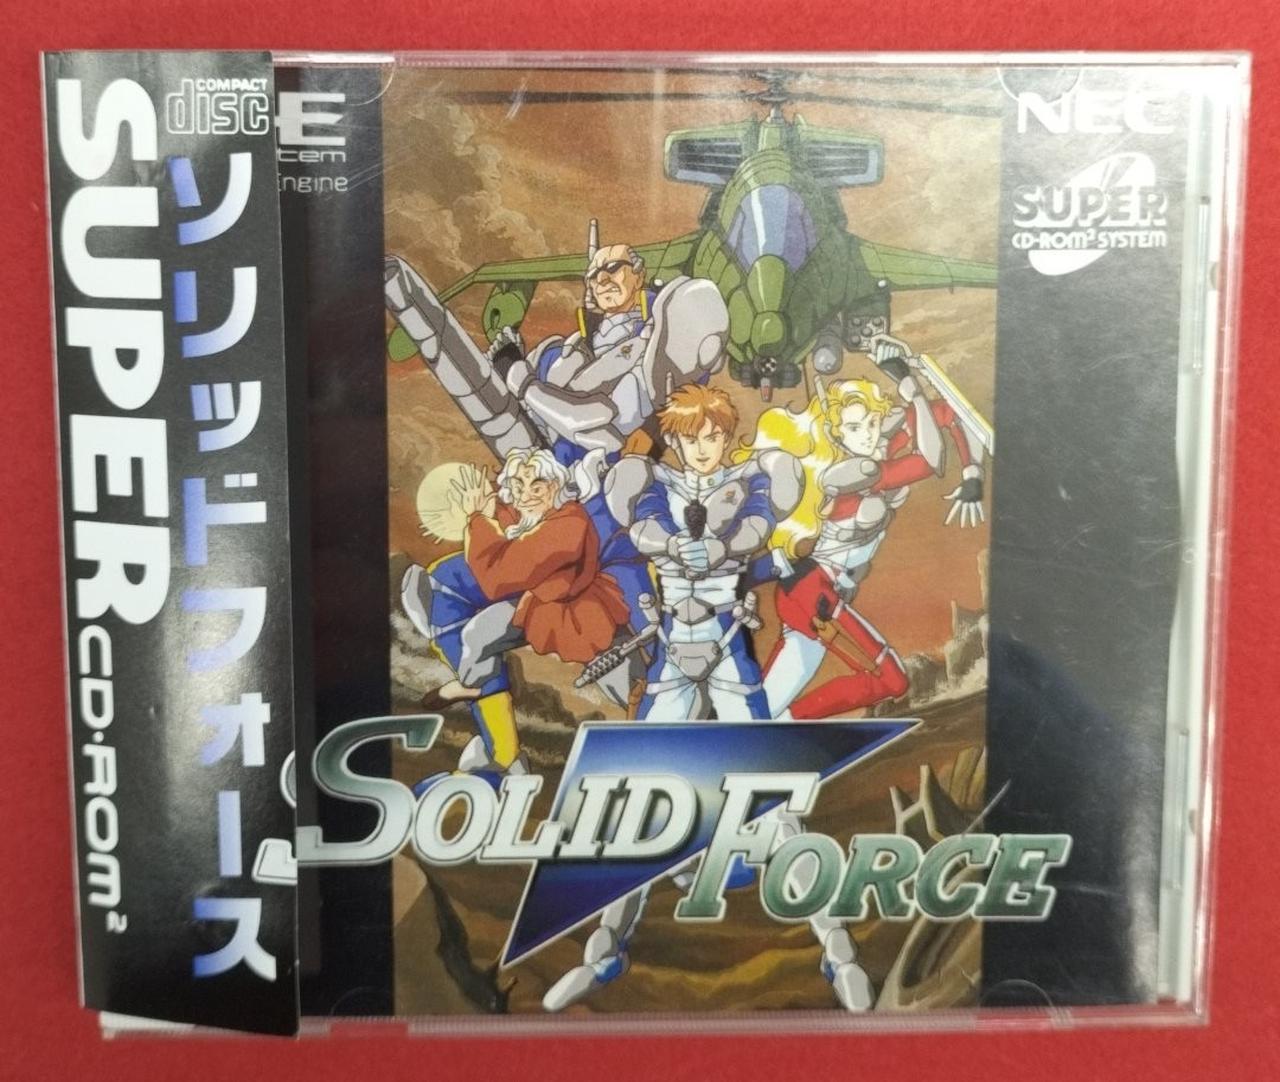 COMPACT
disc
SUPER CD・ROM²
ソリッドフォース
E
tem
Engine
NEC
SUPER
CD-ROM² SYSTEM
SOLID FORCE